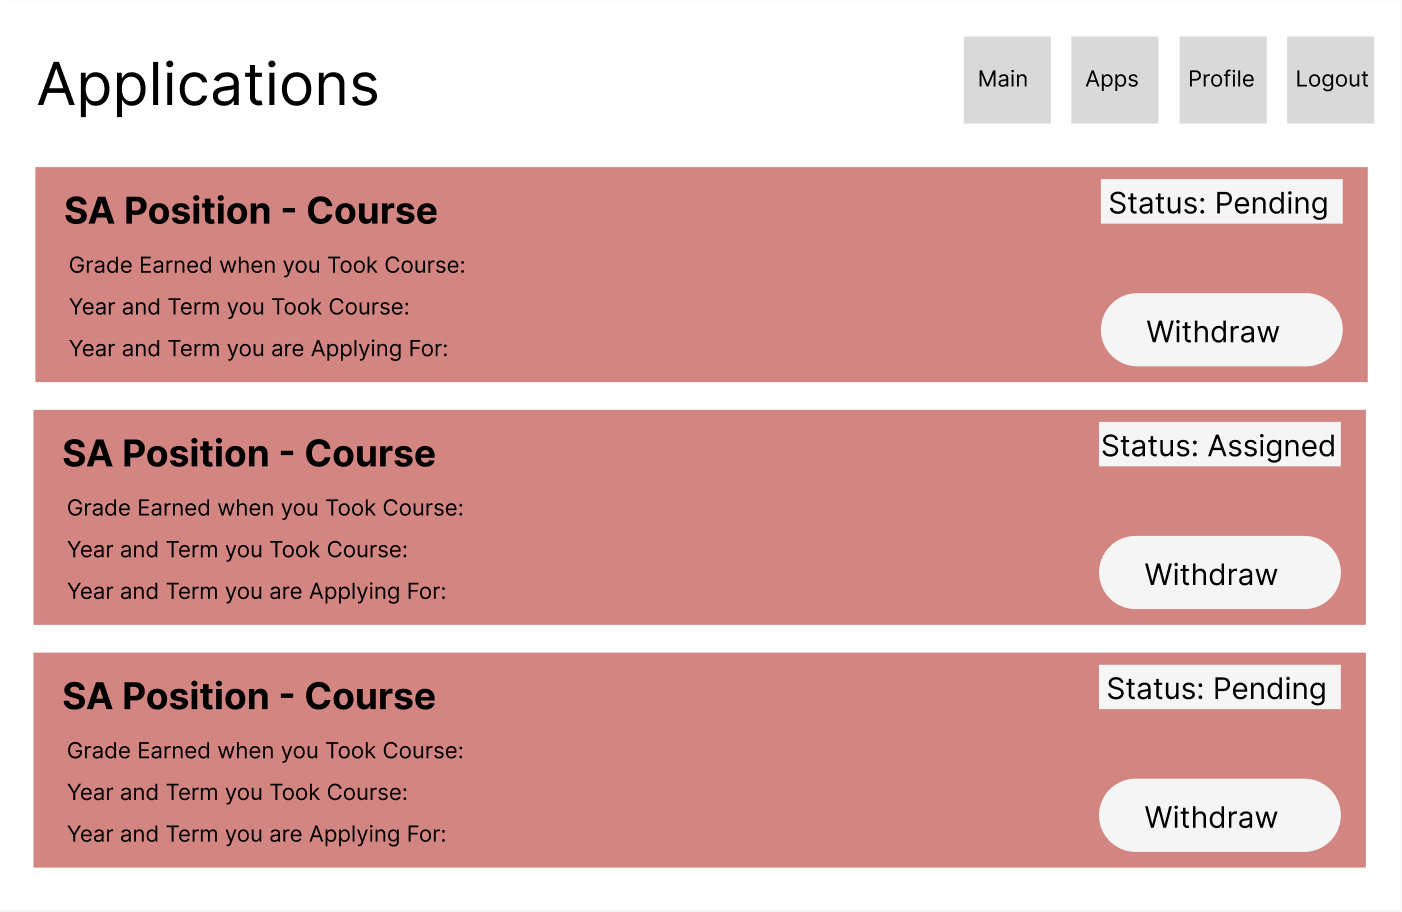 Applications
Main
Apps
Profile
Logout
SA Position - Course
Status: Pending
Grade Earned when you Took Course:
Year and Term you Took Course:
Year and Term you are Applying For:
Withdraw
SA Position - Course
Status: Assigned
Grade Earned when you Took Course:
Year and Term you Took Course:
Year and Term you are Applying For:
Withdraw
SA Position - Course
Status: Pending
Grade Earned when you Took Course:
Year and Term you Took Course:
Year and Term you are Applying For:
Withdraw